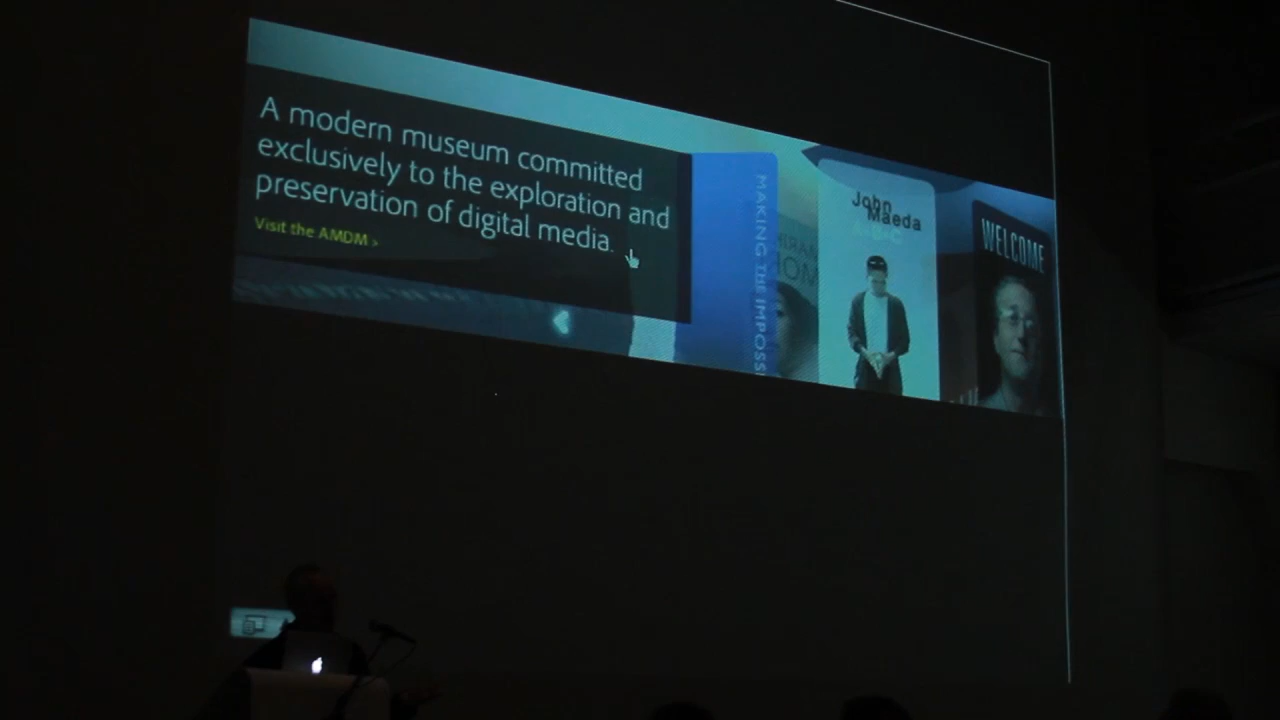 A modern museum committed
exclusively to the exploration and
preservation of digital media.
Visit the AMDM >
MAKING THE IMPOSS
John
Maeda
A·B·C
WELCOME